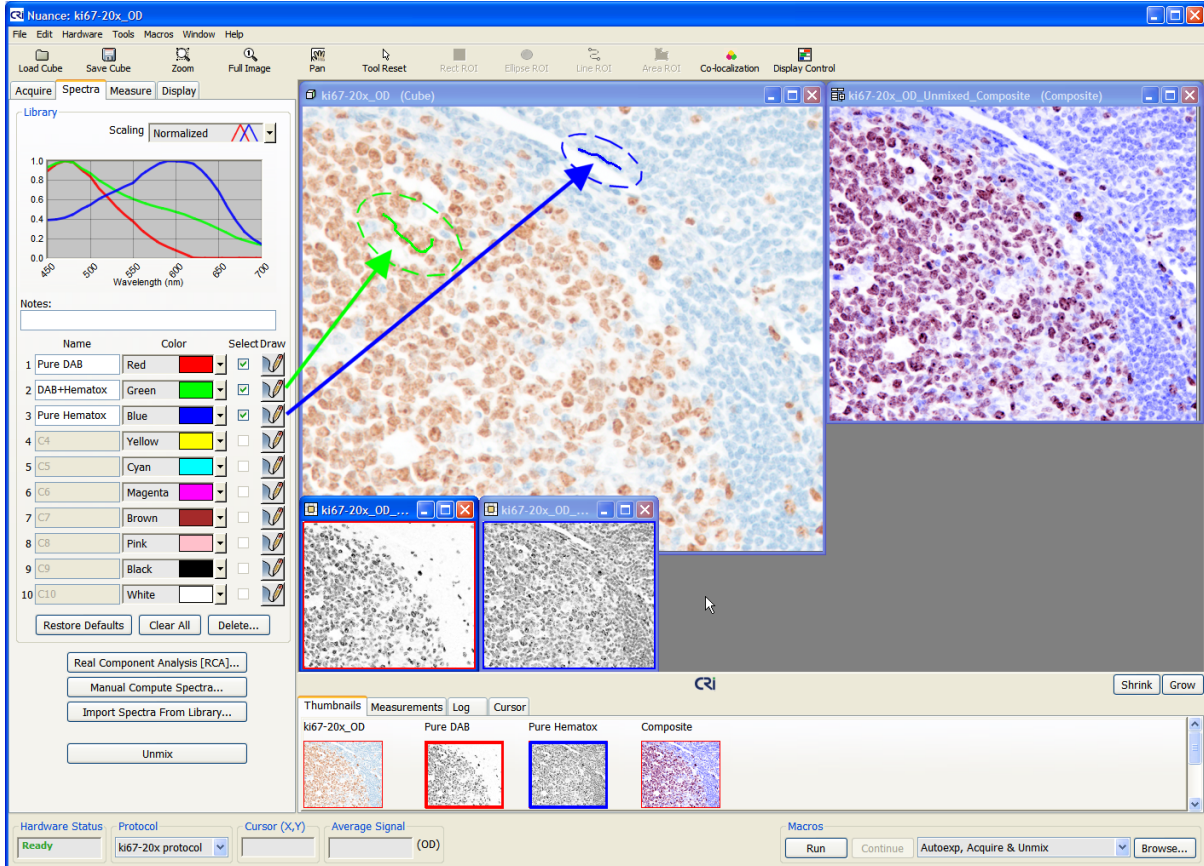 CRi Nuance: ki67-20x_OD
File Edit Hardware Tools Macros Window Help
Load Cube Save Cube Zoom Full Image Pan Tool Reset Rect ROI Ellipse ROI Line ROI Area ROI Co-localization Display Control
Acquire Spectra Measure Display
Library
Scaling Normalized
1.0
0.8
0.6
0.4
0.2
0.0
450 500 550 600 650 700
Wavelength (nm)
Notes:
Name Color Select Draw
1 Pure DAB Red
2 DAB+Hematox Green
3 Pure Hematox Blue
4 C4 Yellow
5 C5 Cyan
6 C6 Magenta
7 C7 Brown
8 C8 Pink
9 C9 Black
10 C10 White
Restore Defaults Clear All Delete...
Real Component Analysis [RCA]...
Manual Compute Spectra...
Import Spectra From Library...
Unmix
ki67-20x_OD (Cube)
ki67-20x_OD_Unmixed_Composite (Composite)
ki67-20x_OD_...
ki67-20x_OD_...
CRi
Shrink Grow
Thumbnails Measurements Log Cursor
ki67-20x_OD Pure DAB Pure Hematox Composite
Hardware Status Protocol Cursor (X,Y) Average Signal Macros
Ready ki67-20x protocol (OD) Run Continue Autoexp, Acquire & Unmix Browse...